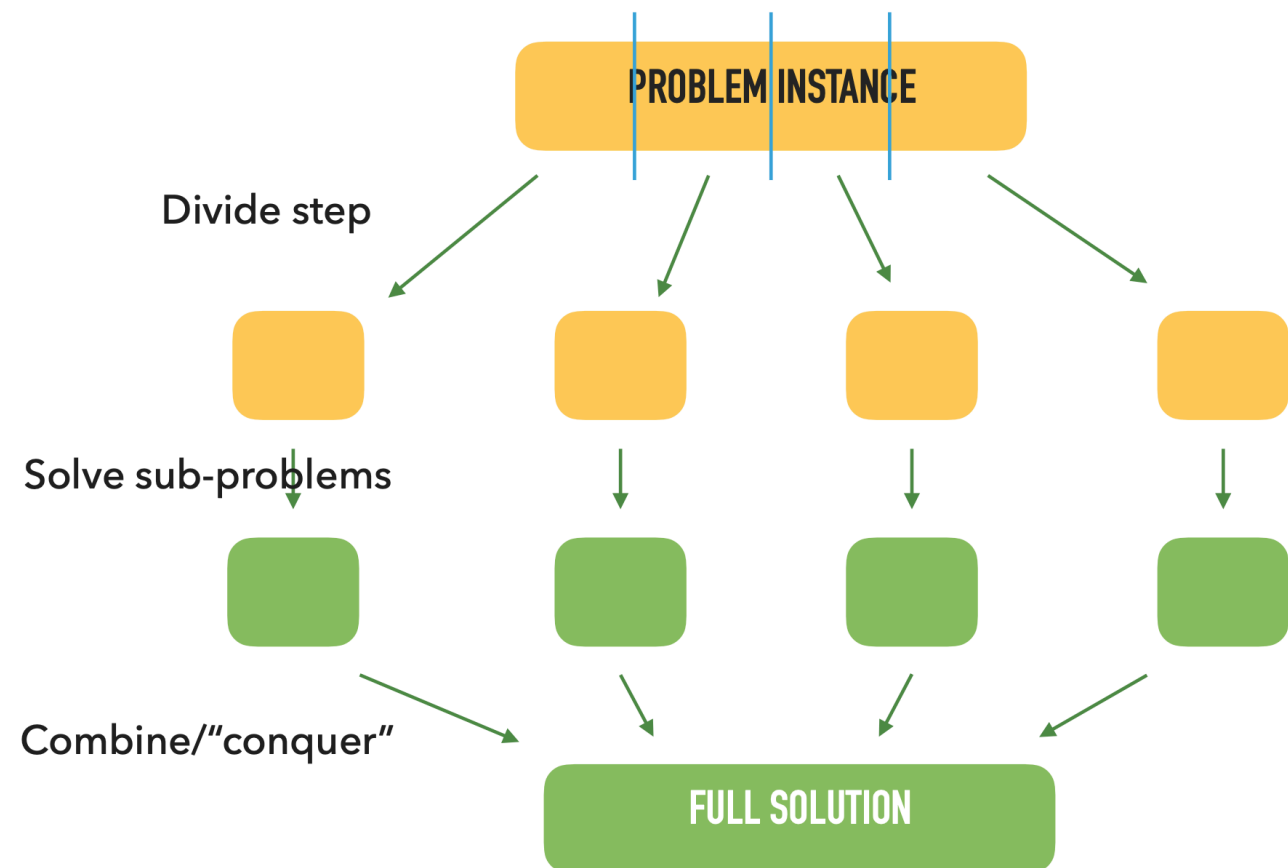 PROBLEM INSTANCE
Divide step
Solve sub-problems
Combine/“conquer”
FULL SOLUTION